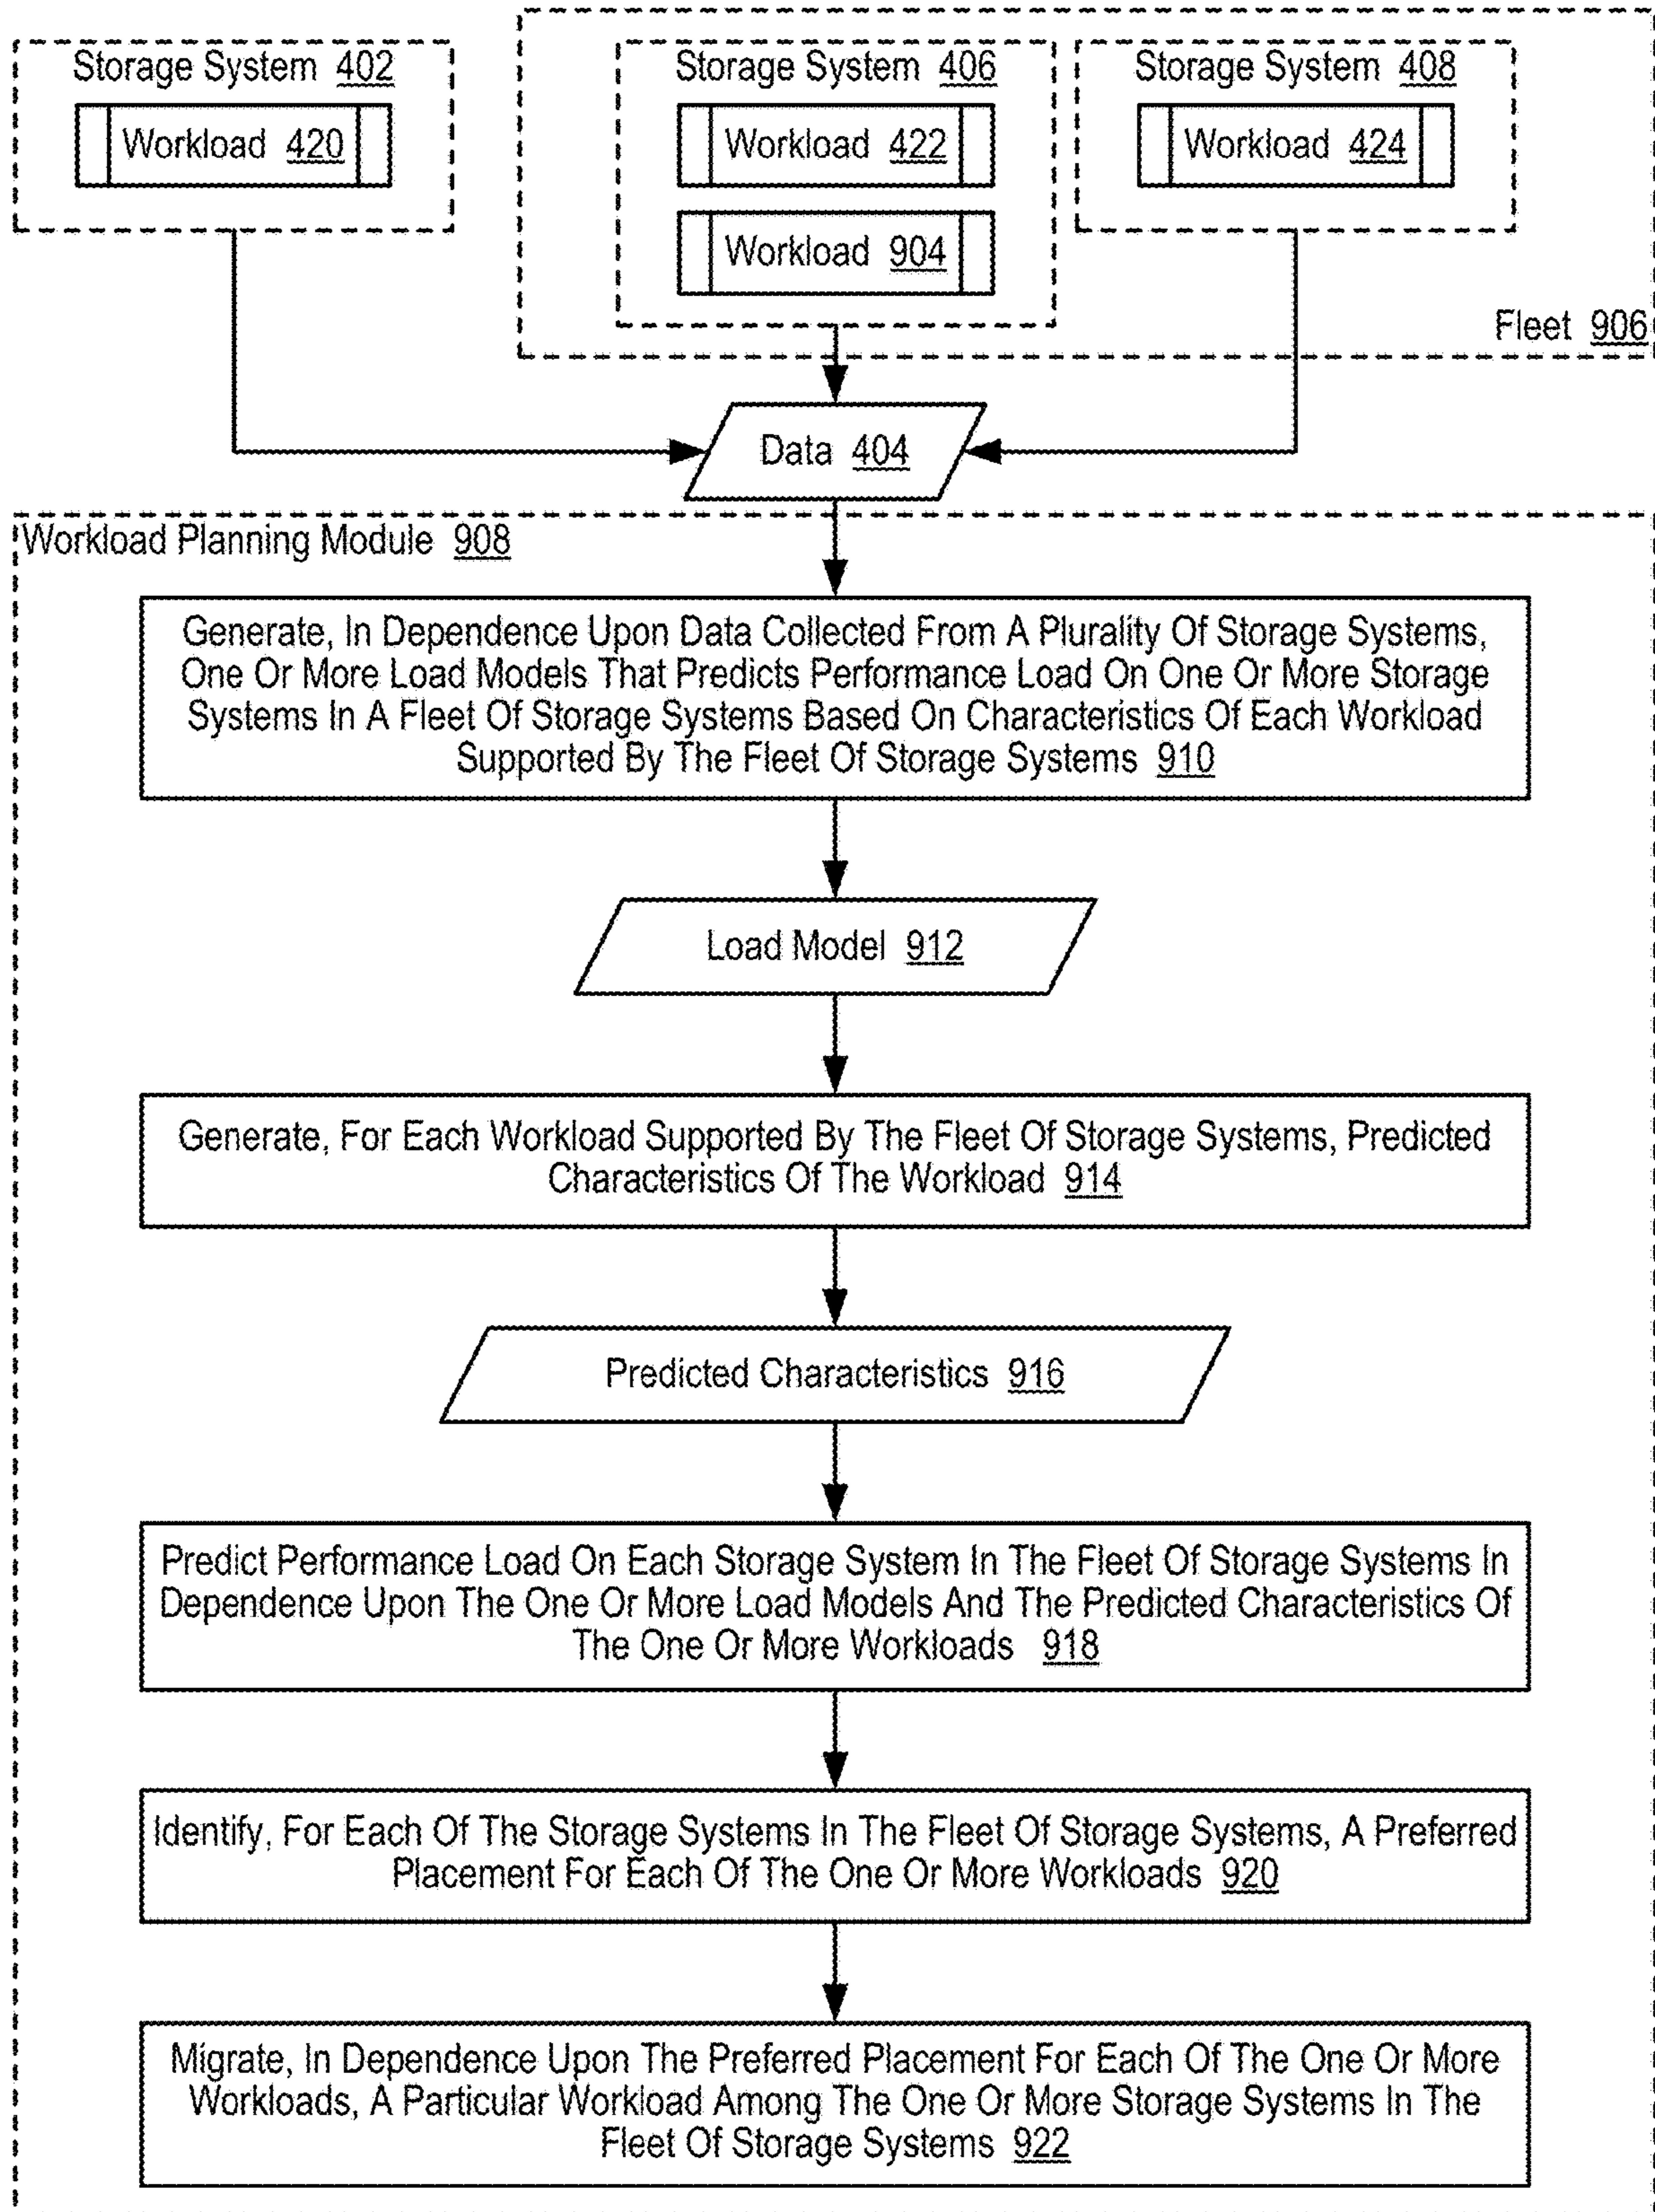 Storage System 402
Workload 420
Storage System 406
Workload 422
Workload 904
Storage System 408
Workload 424
Fleet 906
Data 404
Workload Planning Module 908
Generate, In Dependence Upon Data Collected From A Plurality Of Storage Systems,
One Or More Load Models That Predicts Performance Load On One Or More Storage
Systems In A Fleet Of Storage Systems Based On Characteristics Of Each Workload
Supported By The Fleet Of Storage Systems 910
Load Model 912
Generate, For Each Workload Supported By The Fleet Of Storage Systems, Predicted
Characteristics Of The Workload 914
Predicted Characteristics 916
Predict Performance Load On Each Storage System In The Fleet Of Storage Systems In
Dependence Upon The One Or More Load Models And The Predicted Characteristics Of
The One Or More Workloads 918
Identify, For Each Of The Storage Systems In The Fleet Of Storage Systems, A Preferred
Placement For Each Of The One Or More Workloads 920
Migrate, In Dependence Upon The Preferred Placement For Each Of The One Or More
Workloads, A Particular Workload Among The One Or More Storage Systems In The
Fleet Of Storage Systems 922